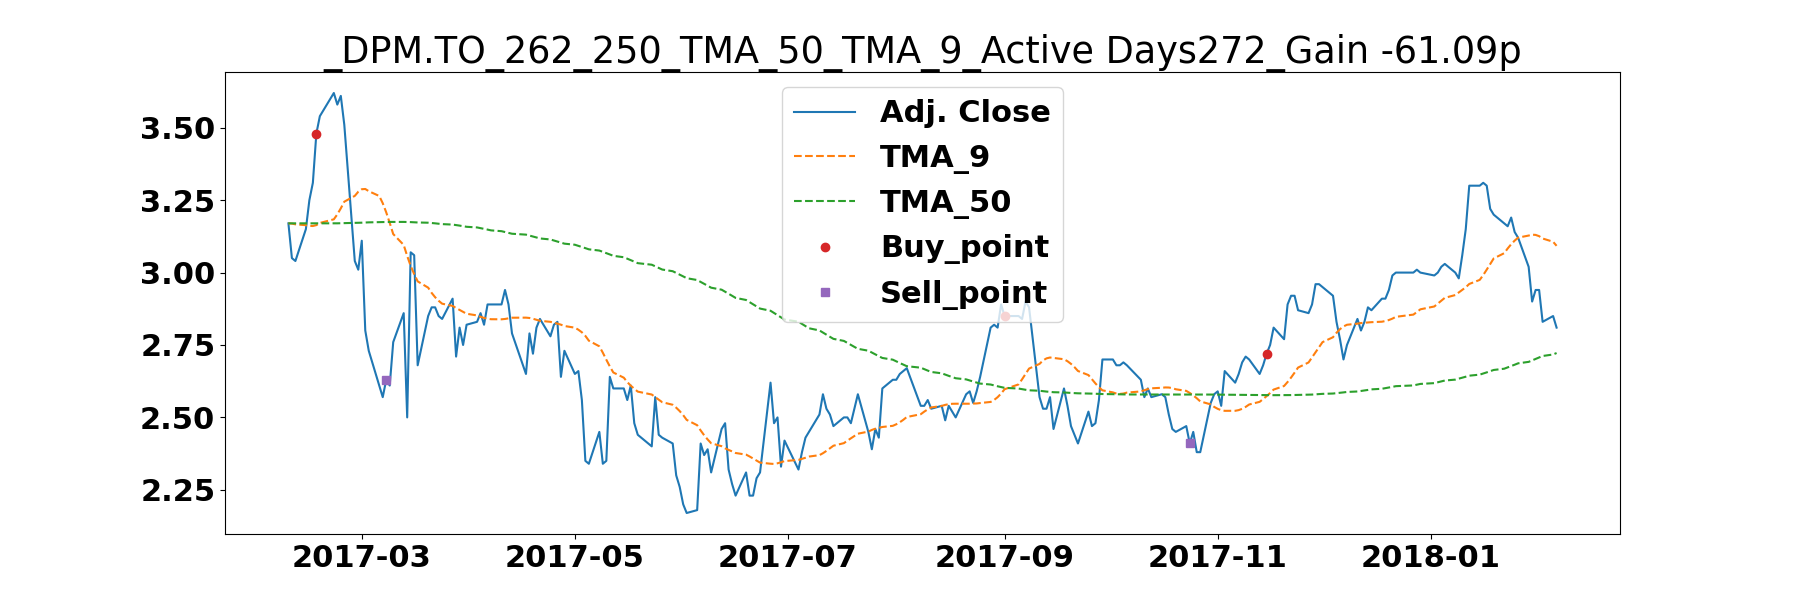 _DPM.TO_262_250_TMA_50_TMA_9_Active Days272_Gain -61.09p
Adj. Close
TMA_9
TMA_50
Buy_point
Sell_point
3.50
3.25
3.00
2.75
2.50
2.25
2017-03 2017-05 2017-07 2017-09 2017-11 2018-01